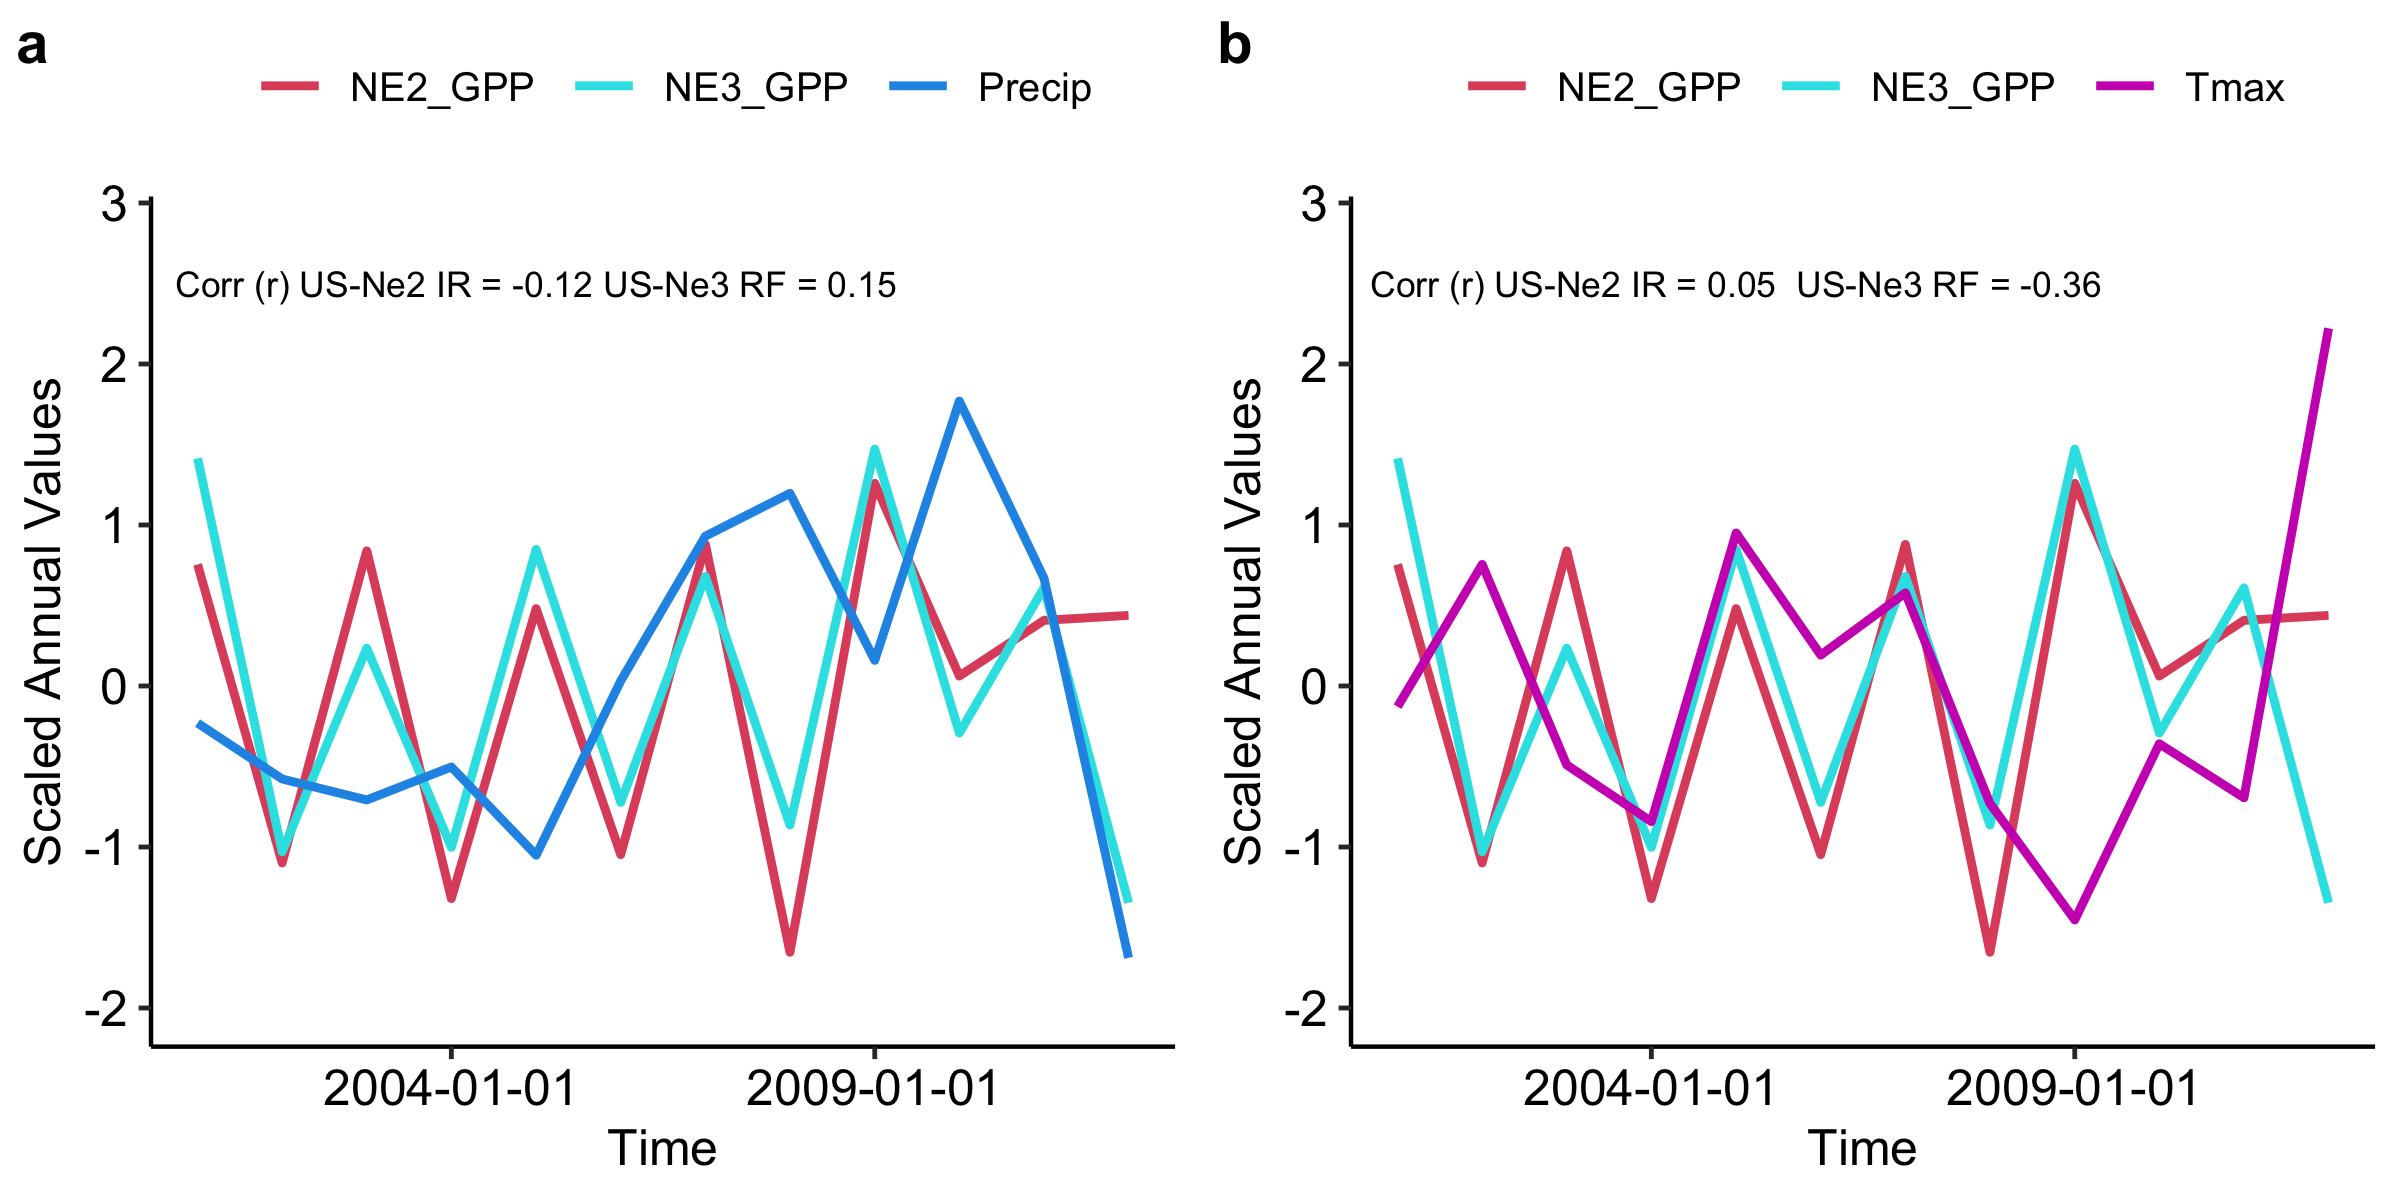 a
NE2_GPP NE3_GPP Precip
3
Corr (r) US-Ne2 IR = -0.12 US-Ne3 RF = 0.15
2
1
0
-1
-2
Scaled Annual Values
2004-01-01 2009-01-01
Time
b
NE2_GPP NE3_GPP Tmax
3
Corr (r) US-Ne2 IR = 0.05 US-Ne3 RF = -0.36
2
1
0
-1
-2
Scaled Annual Values
2004-01-01 2009-01-01
Time